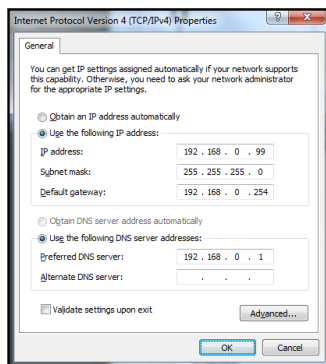 Internet Protocol Version 4 (TCP/IPv4) Properties
General
You can get IP settings assigned automatically if your network supports
this capability. Otherwise, you need to ask your network administrator
for the appropriate IP settings.
Obtain an IP address automatically
Use the following IP address:
IP address: 192 . 168 . 0 . 99
Subnet mask: 255 . 255 . 255 . 0
Default gateway: 192 . 168 . 0 . 254
Obtain DNS server address automatically
Use the following DNS server addresses:
Preferred DNS server: 192 . 168 . 0 . 1
Alternate DNS server: . . .
Validate settings upon exit
Advanced...
OK Cancel